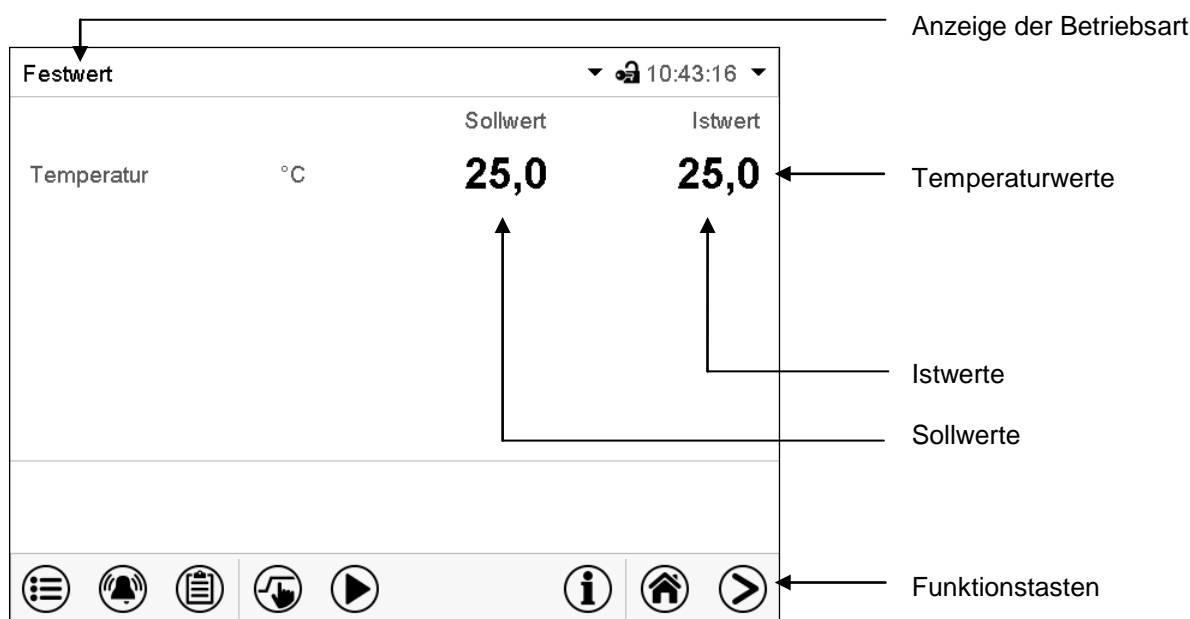 Anzeige der Betriebsart
Festwert 10:43:16
Sollwert Istwert
Temperatur °C 25,0 25,0
Temperaturwerte
Istwerte
Sollwerte
Funktionstasten